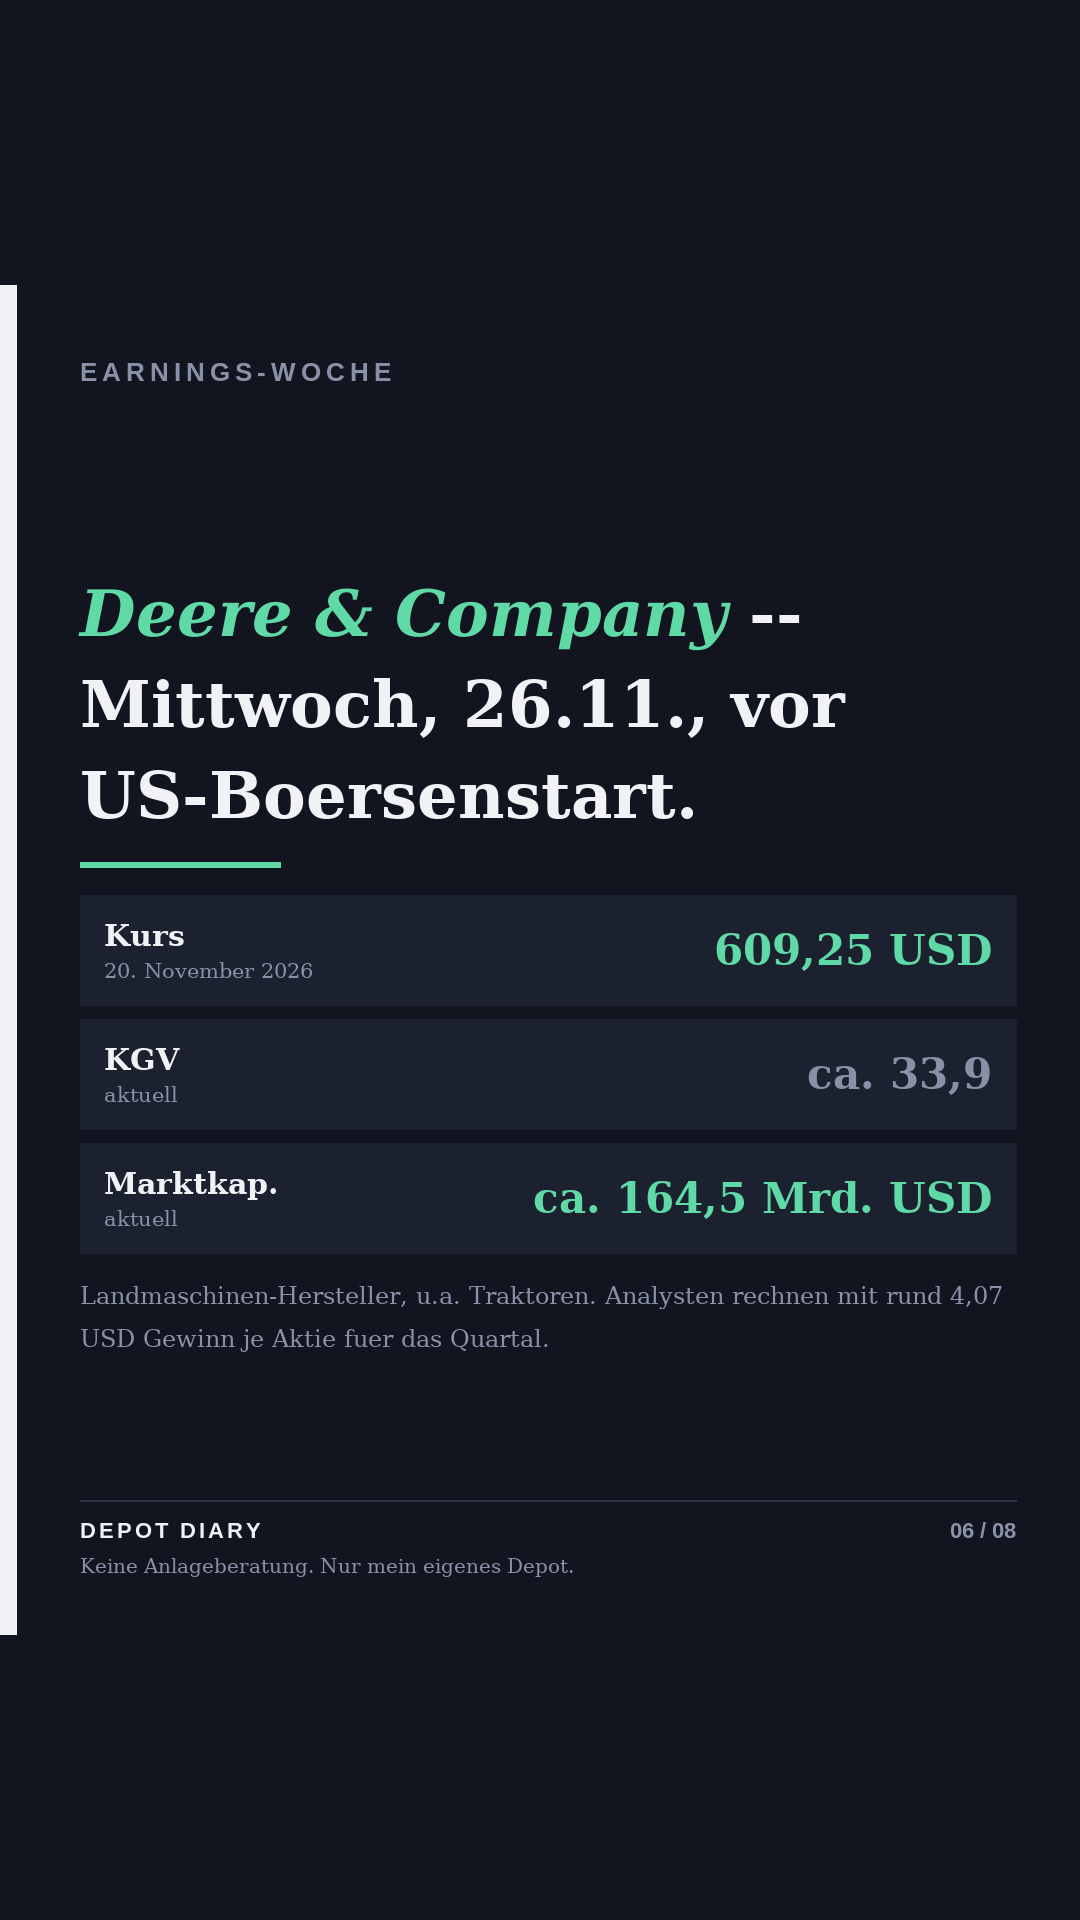 EARNINGS-WOCHE
Deere & Company --
Mittwoch, 26.11., vor
US-Boersenstart.
Kurs
609,25 USD
20. November 2026
KGV
ca. 33,9
aktuell
Marktkap.
ca. 164,5 Mrd. USD
aktuell
Landmaschinen-Hersteller, u.a. Traktoren. Analysten rechnen mit rund 4,07
USD Gewinn je Aktie fuer das Quartal.
DEPOT DIARY
06 / 08
Keine Anlageberatung. Nur mein eigenes Depot.